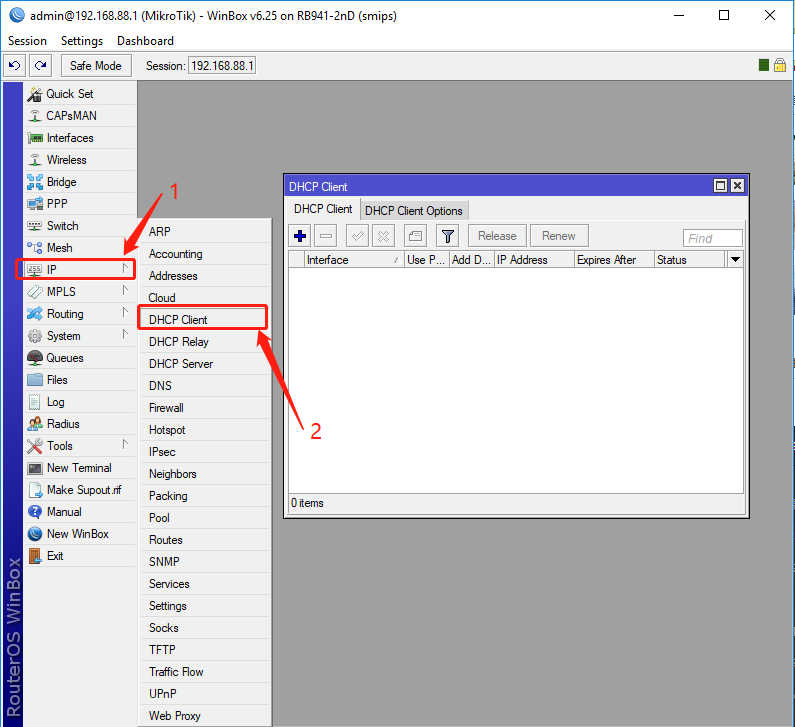 admin@192.168.88.1 (MikroTik) - WinBox v6.25 on RB941-2nD (smips)
Session Settings Dashboard
Safe Mode Session: 192.168.88.1
RouterOS WinBox
Quick Set
CAPsMAN
Interfaces
Wireless
Bridge
PPP
Switch
Mesh
IP
MPLS
Routing
System
Queues
Files
Log
Radius
Tools
New Terminal
Make Supout.rif
Manual
New WinBox
Exit
1
ARP
Accounting
Addresses
Cloud
DHCP Client
DHCP Relay
DHCP Server
DNS
Firewall
Hotspot
IPsec
Neighbors
Packing
Pool
Routes
SNMP
Services
Settings
Socks
TFTP
Traffic Flow
UPnP
Web Proxy
2
DHCP Client
DHCP Client DHCP Client Options
Release Renew Find
Interface Use P... Add D... IP Address Expires After Status
0 items